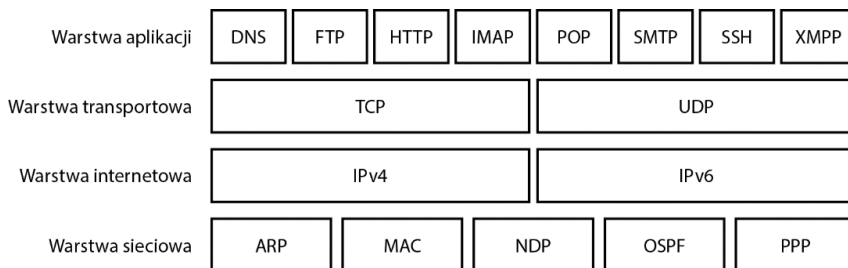 Warstwa aplikacji DNS FTP HTTP IMAP POP SMTP SSH XMPP
Warstwa transportowa TCP UDP
Warstwa internetowa IPv4 IPv6
Warstwa sieciowa ARP MAC NDP OSPF PPP